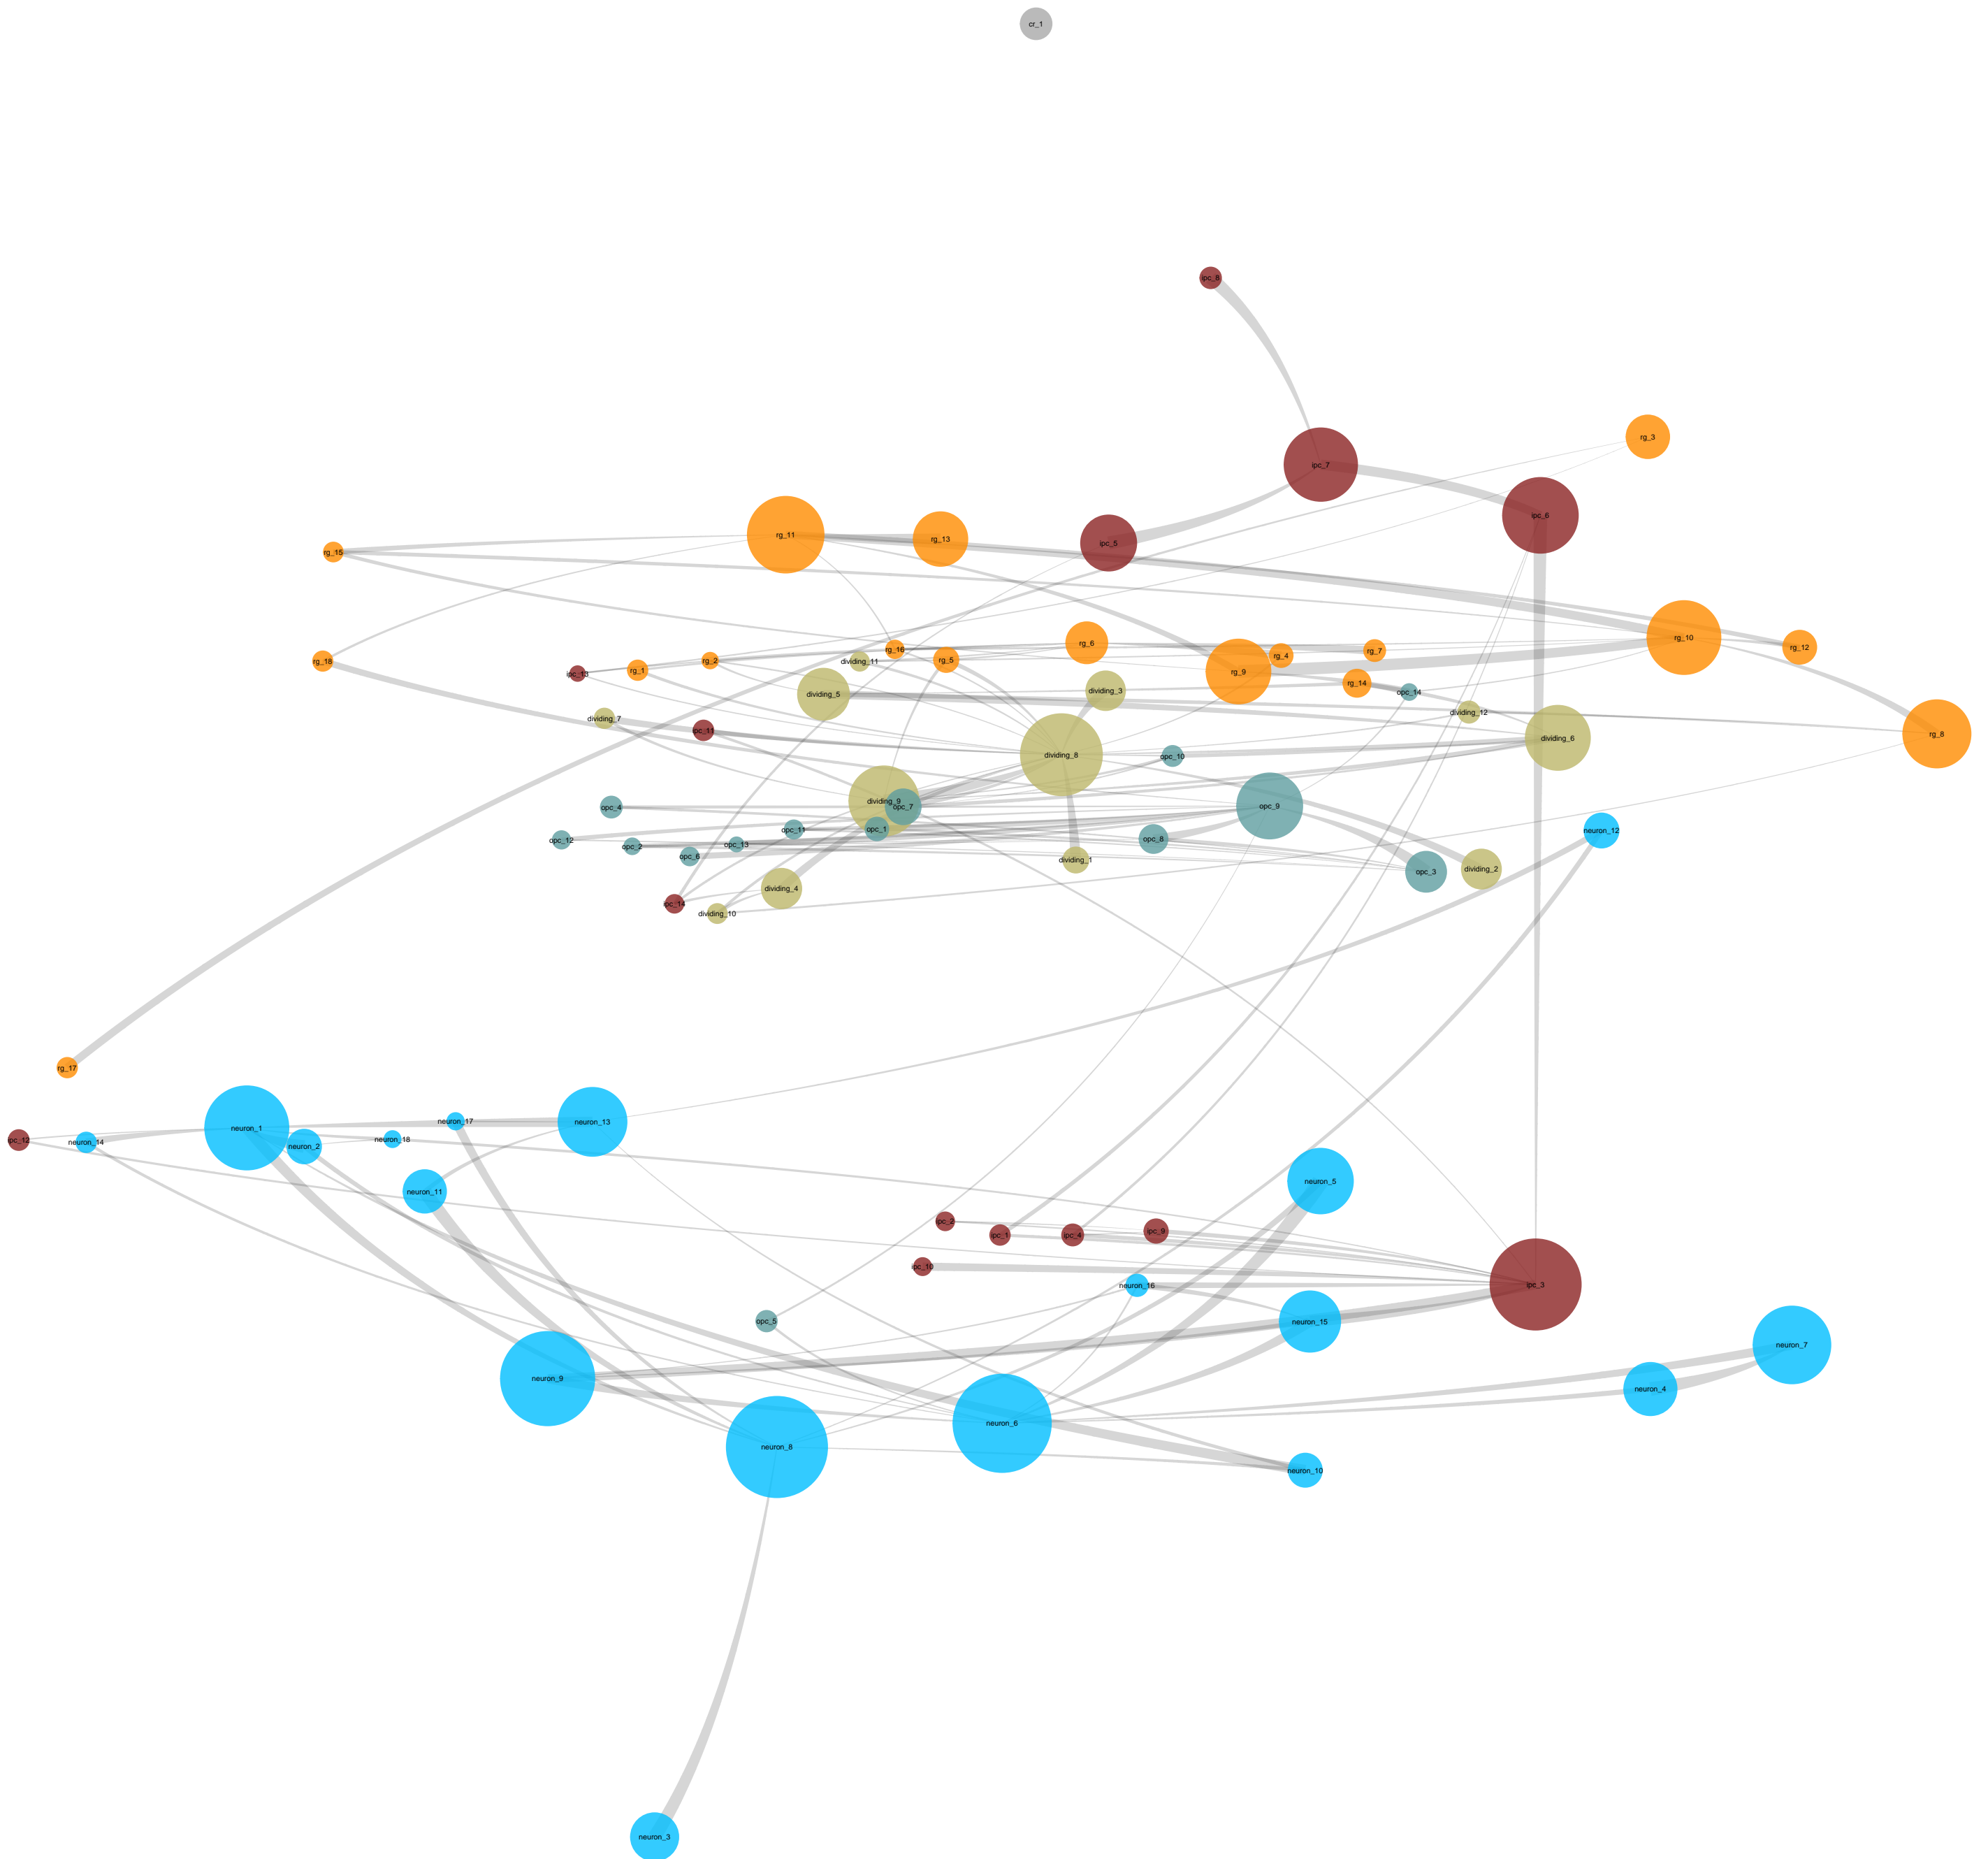 cr_1
ipc_8
rg_3
ipc_7
ipc_6
rg_11
rg_13
ipc_5
rg_15
rg_10
rg_6
rg_16
rg_7
rg_12
rg_4
rg_5
rg_2
dividing_11
rg_18
rg_1
ipc_13
rg_9
rg_14
dividing_3
opc_14
dividing_5
dividing_12
dividing_7
ipc_11
rg_8
dividing_6
dividing_8
opc_10
dividing_9
opc_7
opc_9
opc_4
opc_11
opc_1
neuron_12
opc_12
opc_8
opc_13
opc_2
opc_6
dividing_1
dividing_2
opc_3
dividing_4
ipc_14
dividing_10
rg_17
neuron_17
neuron_13
neuron_1
ipc_12
neuron_14
neuron_18
neuron_2
neuron_5
neuron_11
ipc_2
ipc_9
ipc_1
ipc_4
ipc_10
neuron_16
ipc_3
opc_5
neuron_15
neuron_7
neuron_9
neuron_4
neuron_6
neuron_8
neuron_10
neuron_3